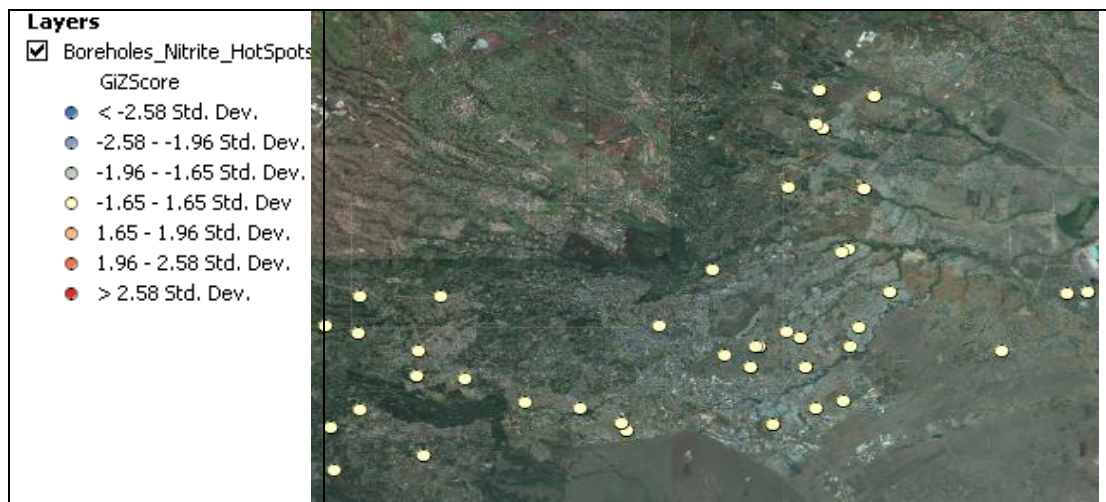 Layers
Boreholes_Nitrite_HotSpots
GiZScore
< -2.58 Std. Dev.
-2.58 - -1.96 Std. Dev.
-1.96 - -1.65 Std. Dev.
-1.65 - 1.65 Std. Dev
1.65 - 1.96 Std. Dev.
1.96 - 2.58 Std. Dev.
> 2.58 Std. Dev.